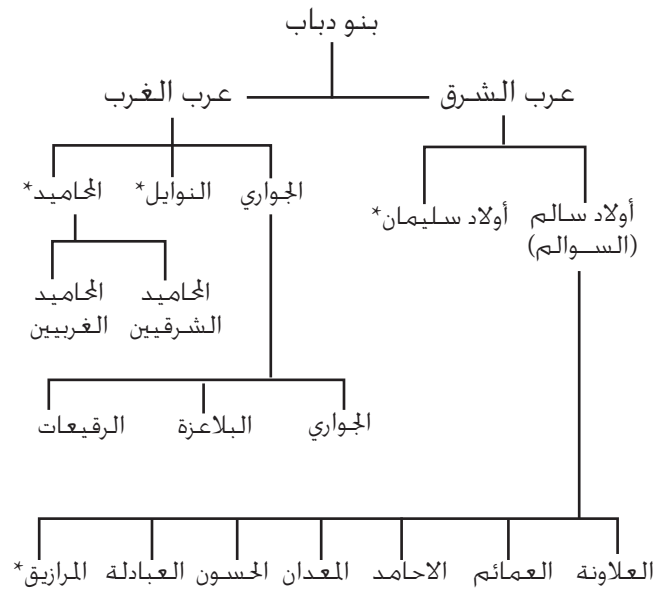 بنو دباب
عرب الشرق
عرب الغرب
أولاد سالم
(السوالم)
أولاد سليمان*
الجواري
النوايل*
المحاميد*
المحاميد
الشرقيين
المحاميد
الغربيين
الجواري
البلاعزة
الرقيعات
العلاونة
العمائم
الاحامد
المعدان
الحسون
العبادلة
المرازيق*